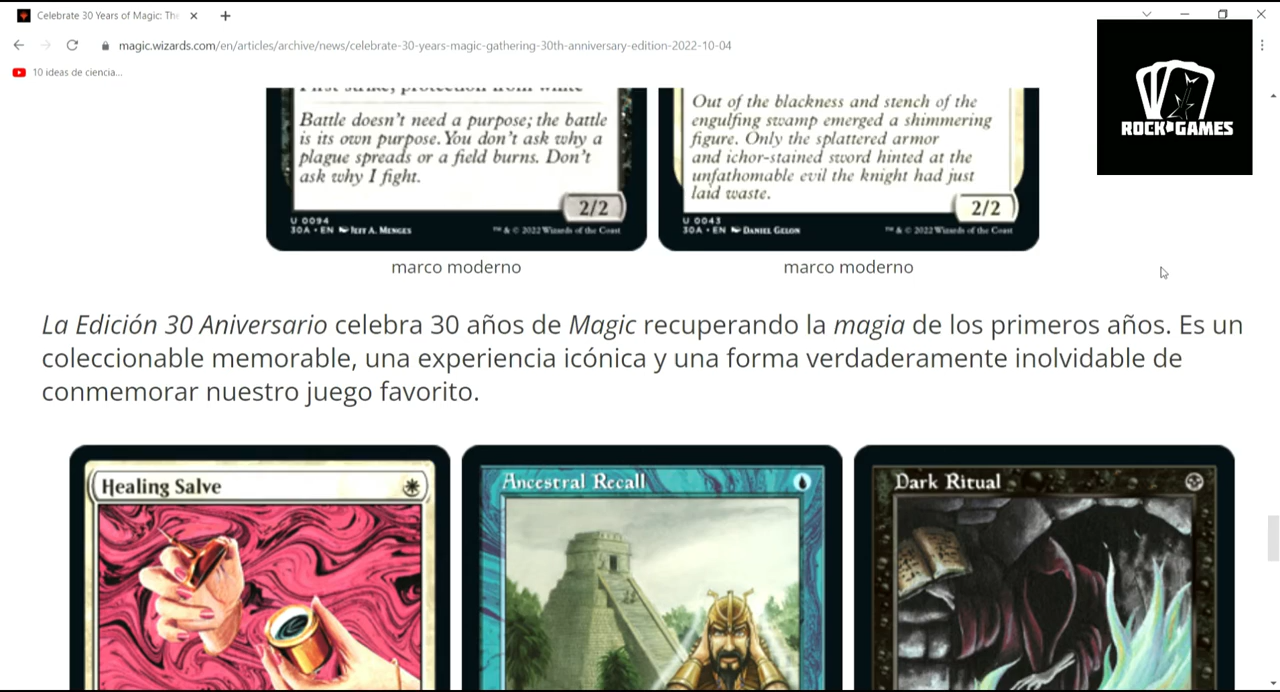 Celebrate 30 Years of Magic: The
magic.wizards.com/en/articles/archive/news/celebrate-30-years-magic-gathering-30th-anniversary-edition-2022-10-04
10 ideas de ciencia...
ROCK GAMES
First strike, protection from white
Battle doesn't need a purpose; the battle
is its own purpose. You don't ask why a
plague spreads or a field burns. Don't
ask why I fight.
2/2
U 0094
30A • EN Jeff A. Menges
™ & © 2022 Wizards of the Coast
Out of the blackness and stench of the
engulfing swamp emerged a shimmering
figure. Only the splattered armor
and ichor-stained sword hinted at the
unfathomable evil the knight had just
laid waste.
2/2
U 0043
30A • EN Daniel Gelon
™ & © 2022 Wizards of the Coast
marco moderno
marco moderno
La Edición 30 Aniversario celebra 30 años de Magic recuperando la magia de los primeros años. Es un
coleccionable memorable, una experiencia icónica y una forma verdaderamente inolvidable de
conmemorar nuestro juego favorito.
Healing Salve
Ancestral Recall
Dark Ritual